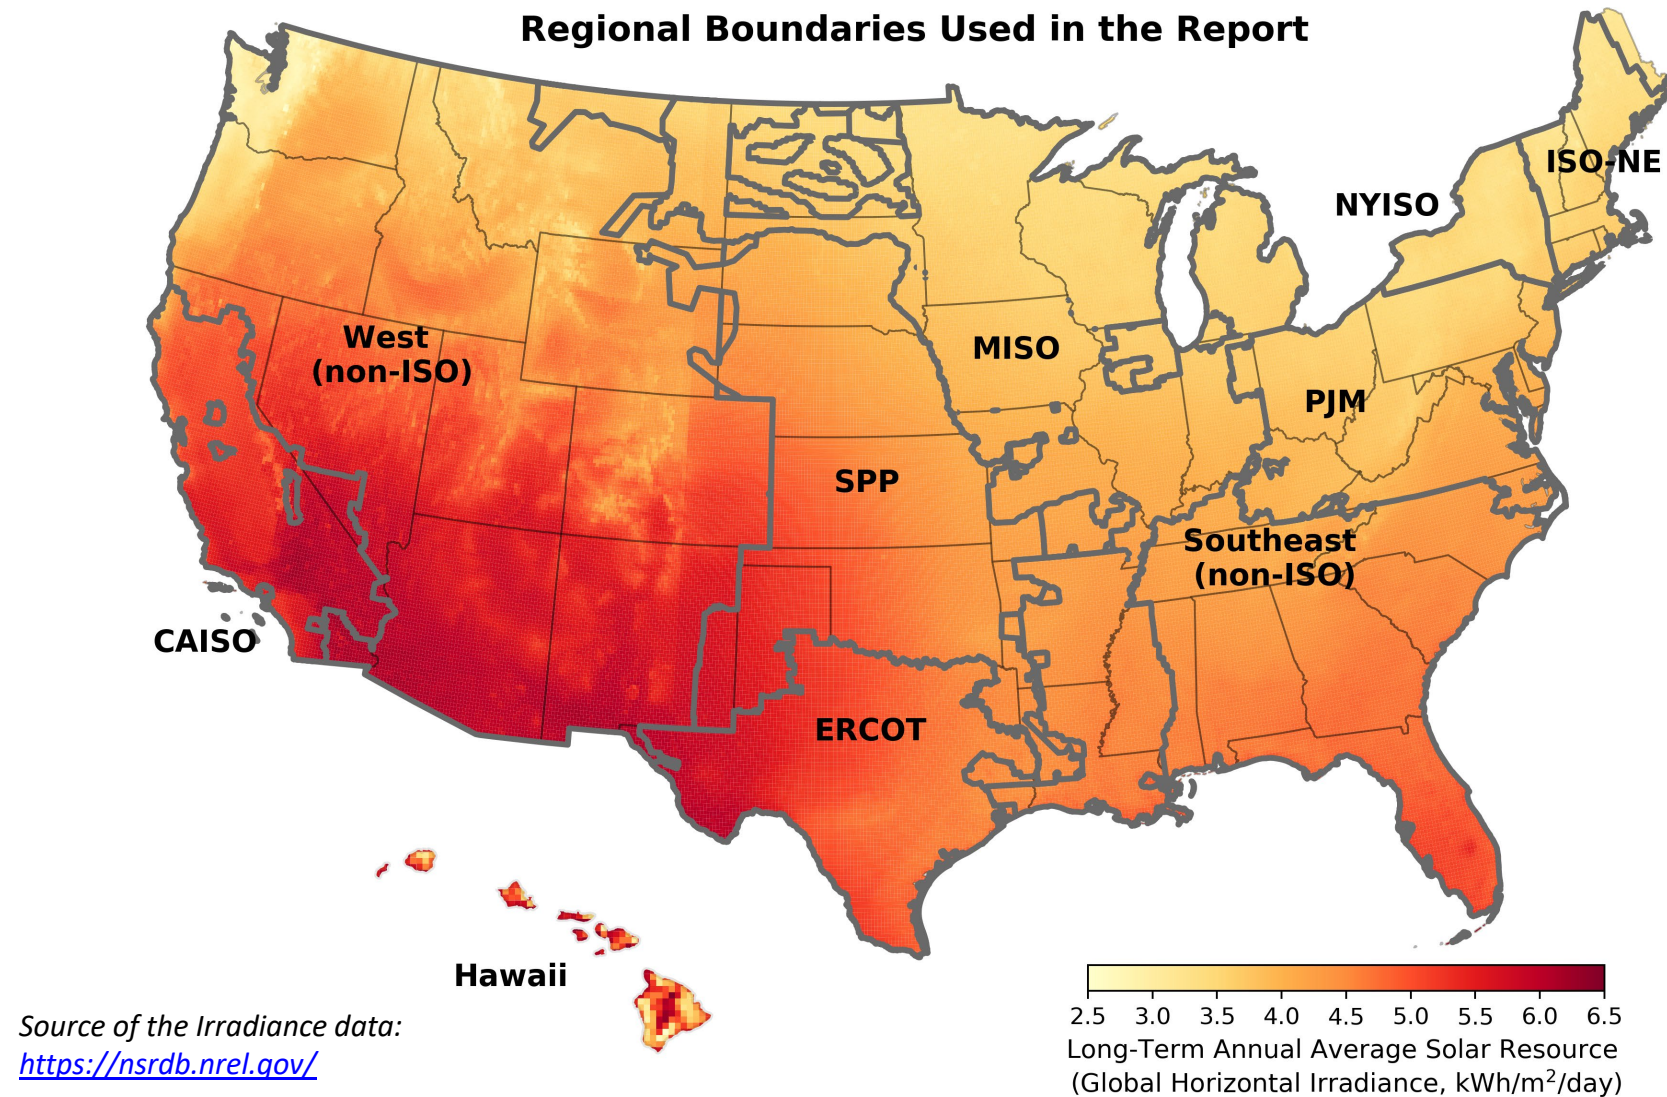 Regional Boundaries Used in the Report
ISO-NE
NYISO
West
(non-ISO)
MISO
PJM
SPP
Southeast
(non-ISO)
CAISO
ERCOT
Hawaii
2.5 3.0 3.5 4.0 4.5 5.0 5.5 6.0 6.5
Long-Term Annual Average Solar Resource
(Global Horizontal Irradiance, kWh/m²/day)
Source of the Irradiance data:
https://nsrdb.nrel.gov/